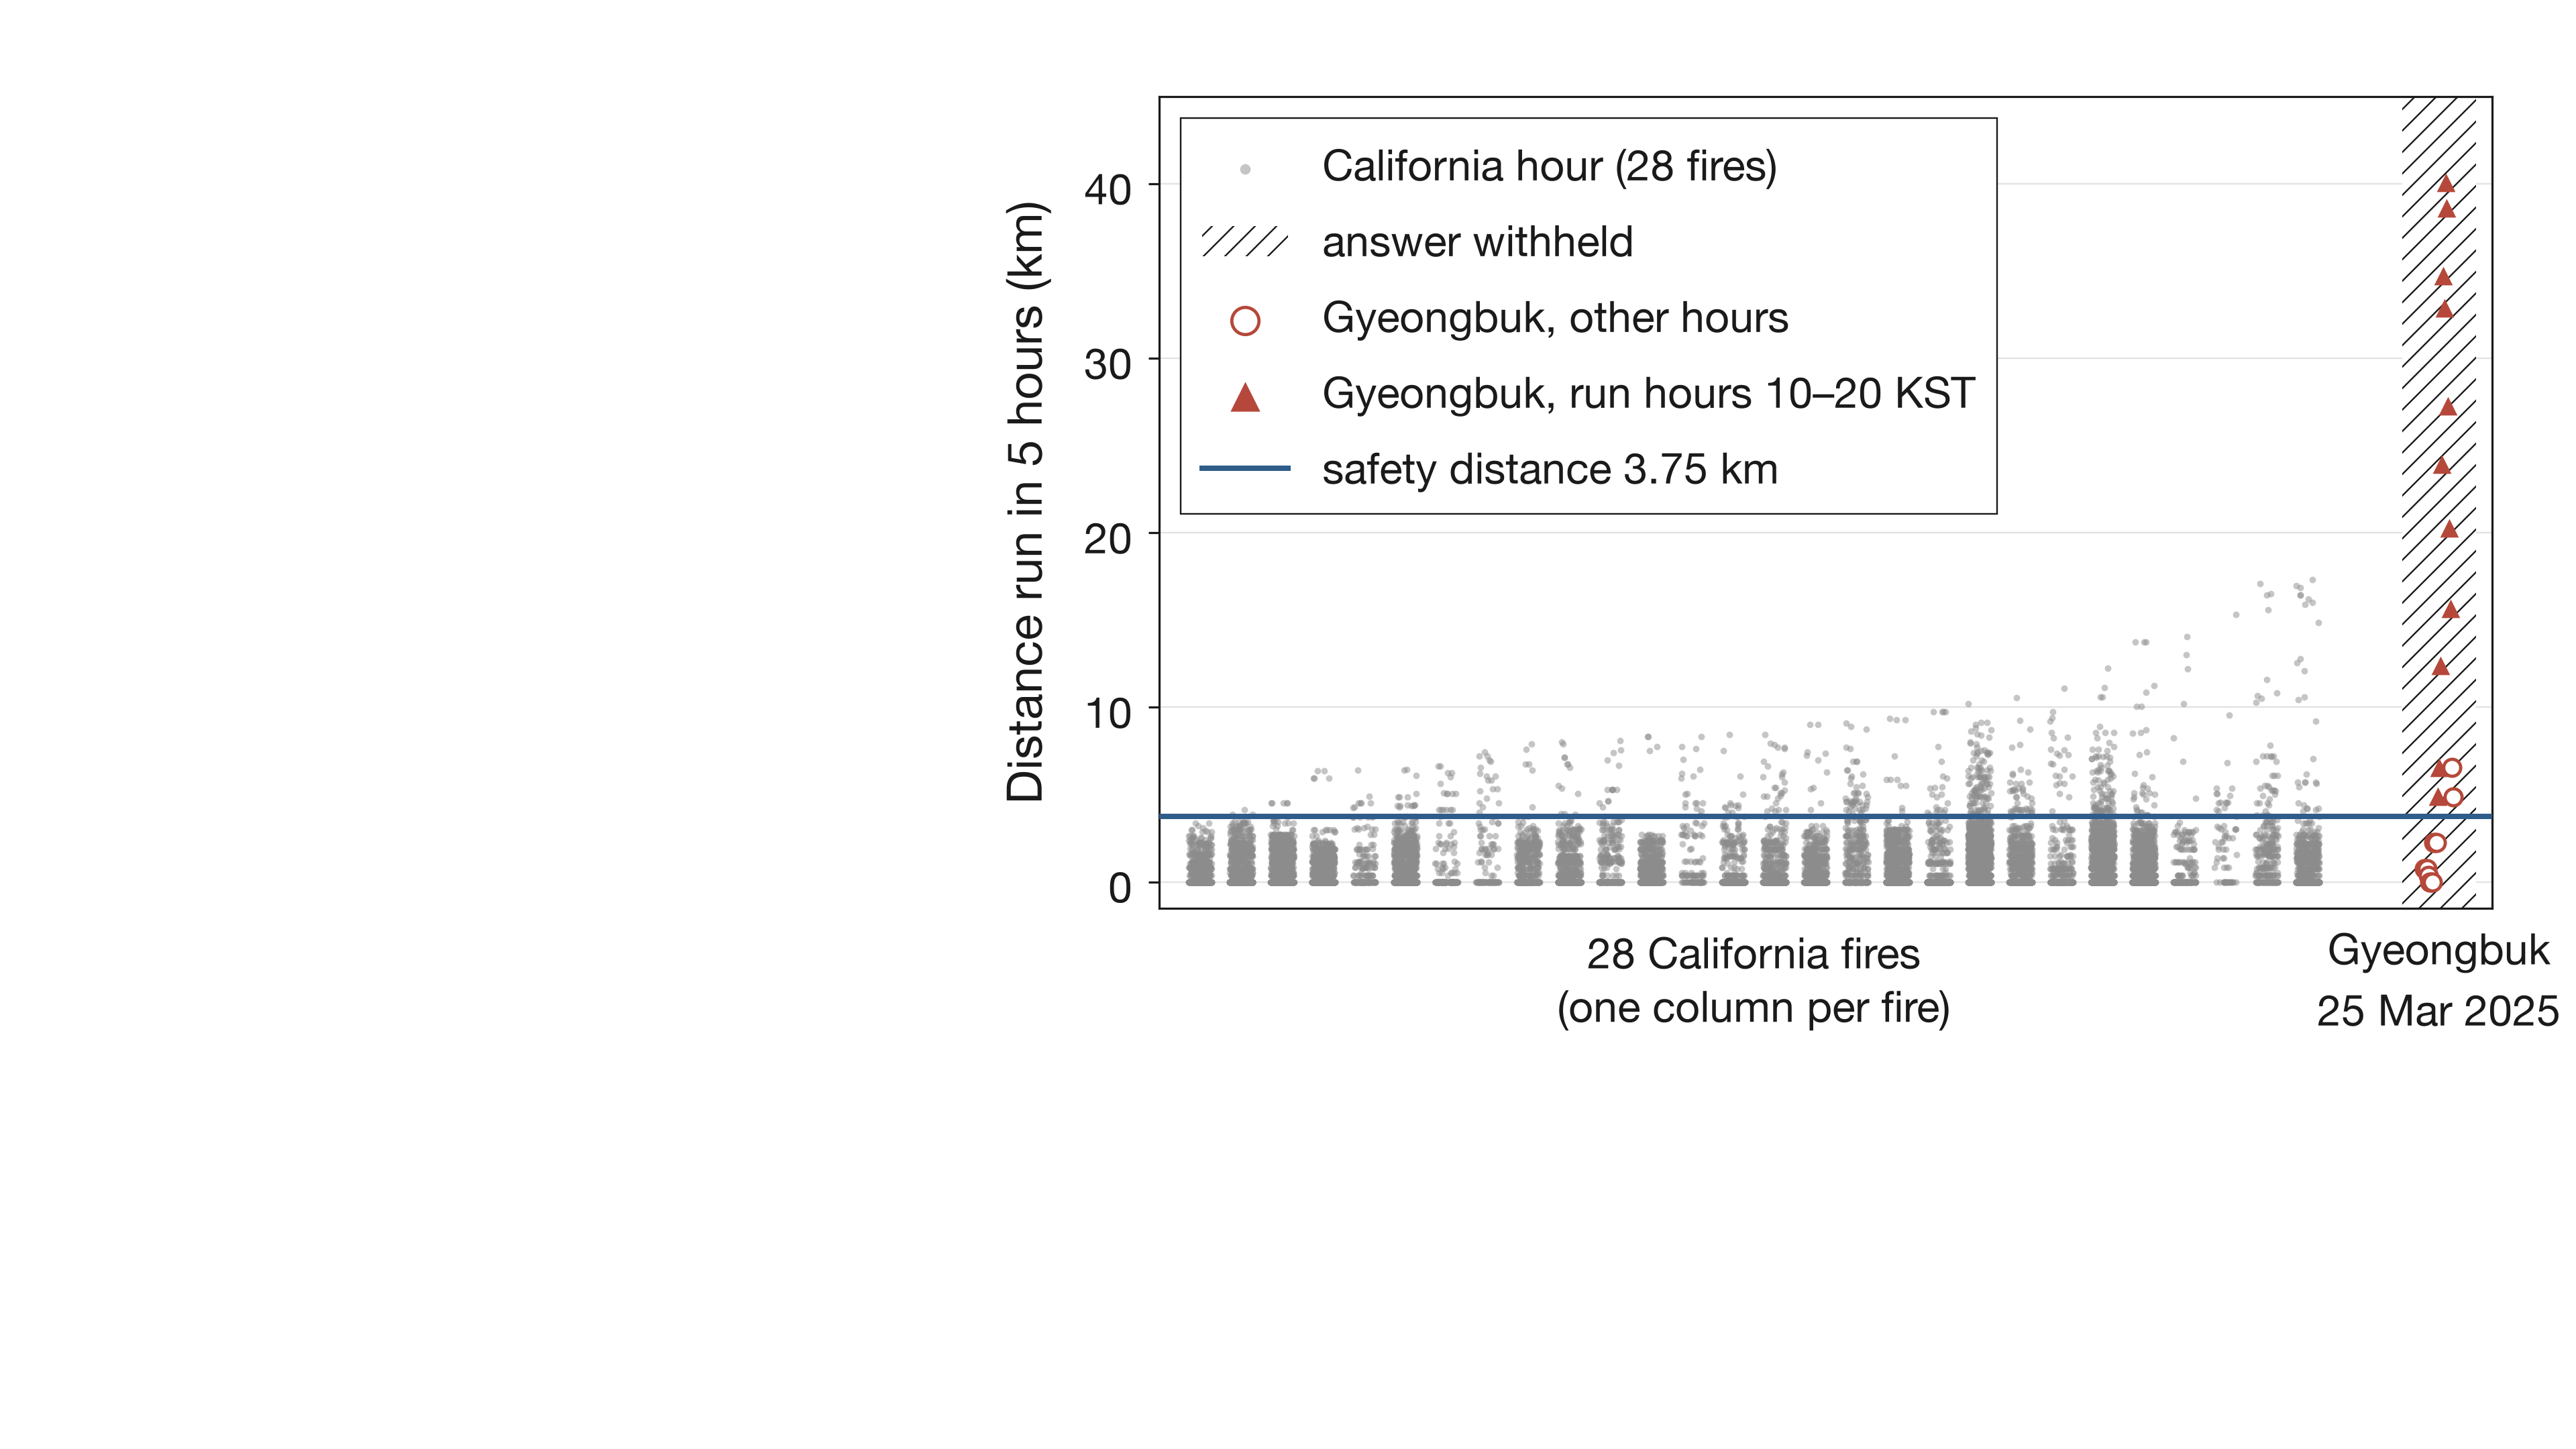 Distance run in 5 hours (km)
40
30
20
10
0
California hour (28 fires)
answer withheld
Gyeongbuk, other hours
Gyeongbuk, run hours 10–20 KST
safety distance 3.75 km
28 California fires
(one column per fire)
Gyeongbuk
25 Mar 2025